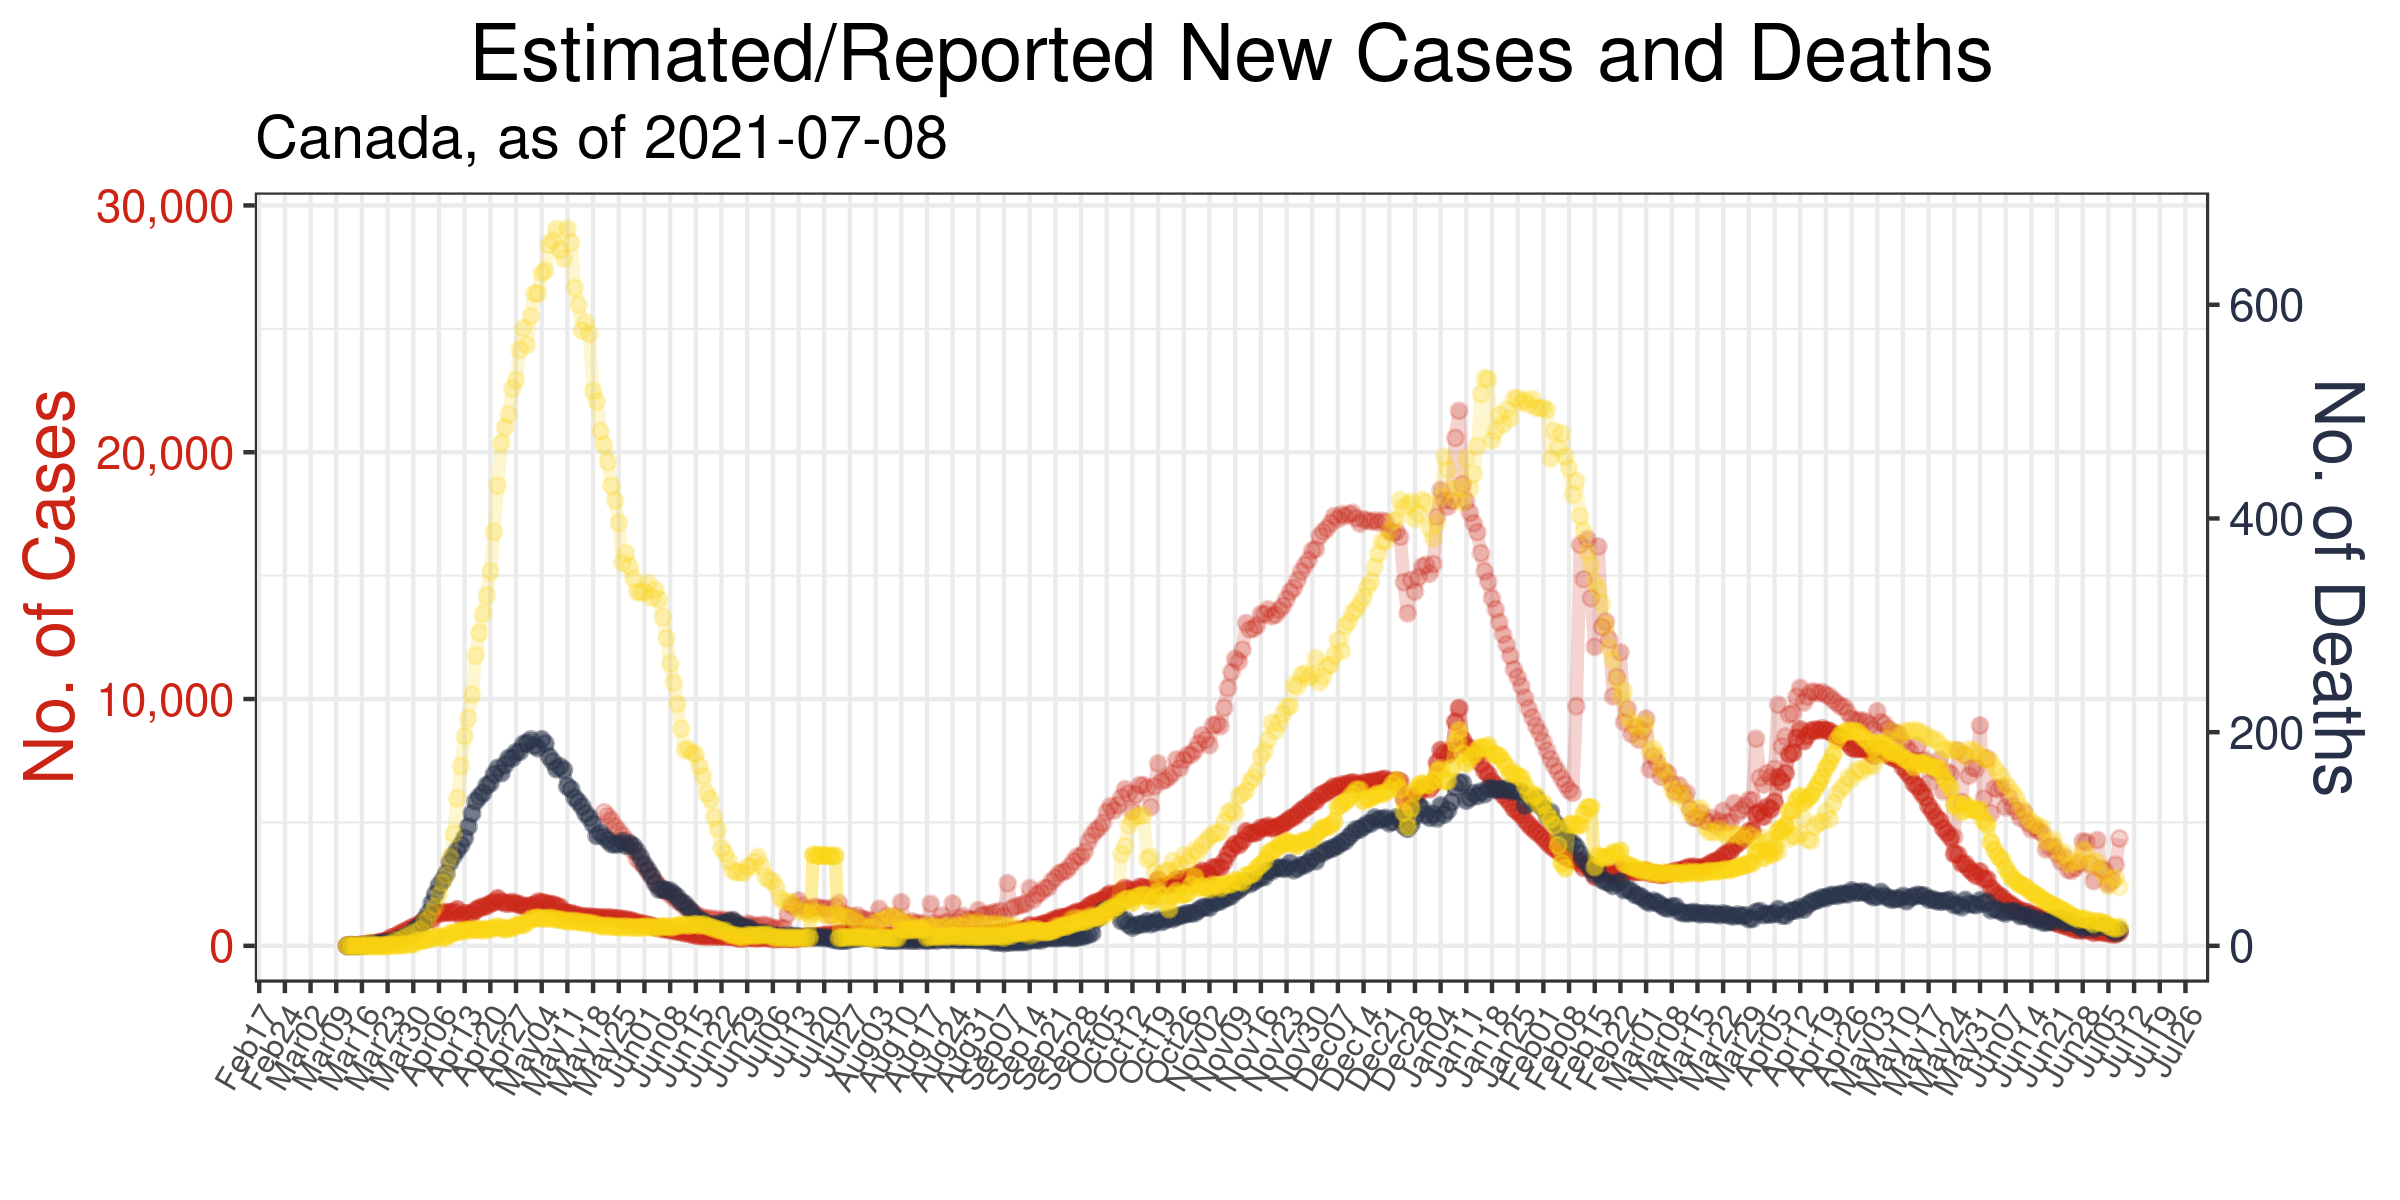 Estimated/Reported New Cases and Deaths
Canada, as of 2021-07-08
No. of Cases
30,000
20,000
10,000
0
600
400
200
0
No. of Deaths
Feb17
Feb24
Mar02
Mar09
Mar16
Mar23
Mar30
Apr06
Apr13
Apr20
Apr27
May04
May11
May18
May25
Jun01
Jun08
Jun15
Jun22
Jun29
Jul06
Jul13
Jul20
Jul27
Aug03
Aug10
Aug17
Aug24
Aug31
Sep07
Sep14
Sep21
Sep28
Oct05
Oct12
Oct19
Oct26
Nov02
Nov09
Nov16
Nov23
Nov30
Dec07
Dec14
Dec21
Dec28
Jan04
Jan11
Jan18
Jan25
Feb01
Feb08
Feb15
Feb22
Mar01
Mar08
Mar15
Mar22
Mar29
Apr05
Apr12
Apr19
Apr26
May03
May10
May17
May24
May31
Jun07
Jun14
Jun21
Jun28
Jul05
Jul12
Jul19
Jul26